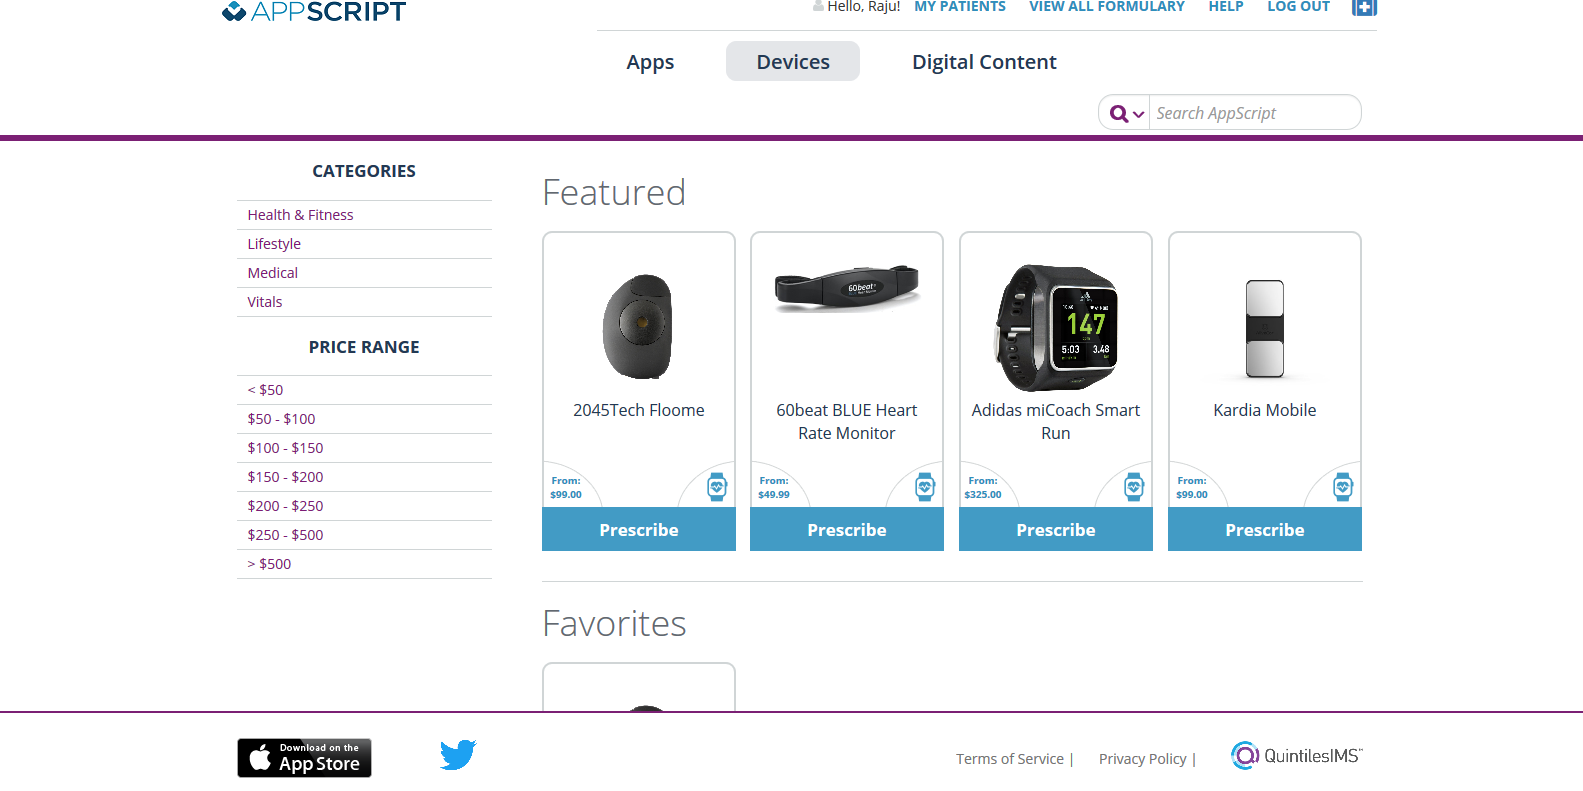 APPSCRIPT
Hello, Raju! MY PATIENTS VIEW ALL FORMULARY HELP LOG OUT
Apps Devices Digital Content
Search AppScript
CATEGORIES
Health & Fitness
Lifestyle
Medical
Vitals
PRICE RANGE
< $50
$50 - $100
$100 - $150
$150 - $200
$200 - $250
$250 - $500
> $500
Featured
2045Tech Floome
From:
$99.00
Prescribe
60beat
60beat BLUE Heart
Rate Monitor
From:
$49.99
Prescribe
147
5:03 3.48
Adidas miCoach Smart
Run
From:
$325.00
Prescribe
Kardia Mobile
From:
$99.00
Prescribe
Favorites
Download on the
App Store
Terms of Service | Privacy Policy |
QuintilesIMS™